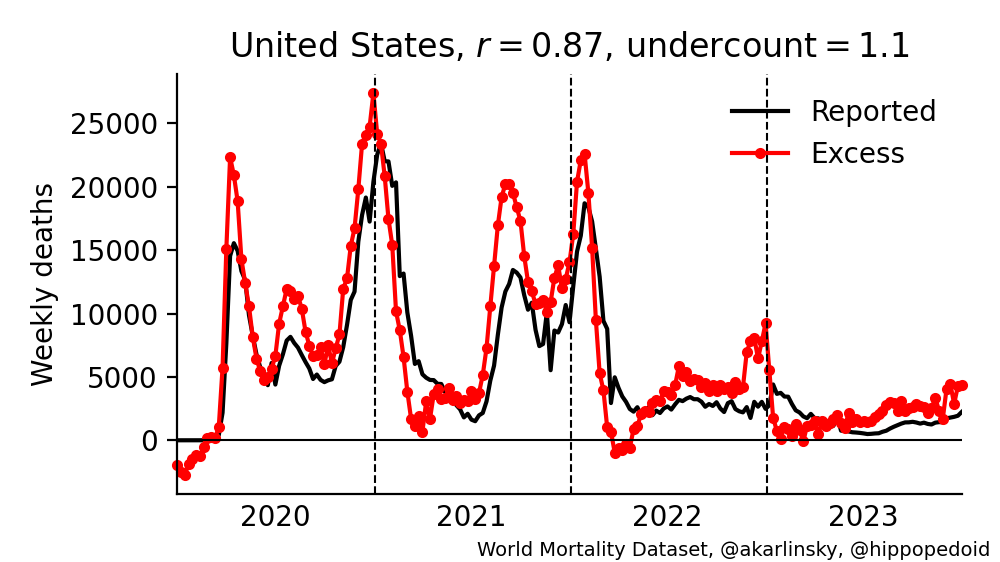 United States, r = 0.87, undercount = 1.1
Reported
Excess
Weekly deaths
25000
20000
15000
10000
5000
0
2020 2021 2022 2023
World Mortality Dataset, @akarlinsky, @hippopedoid